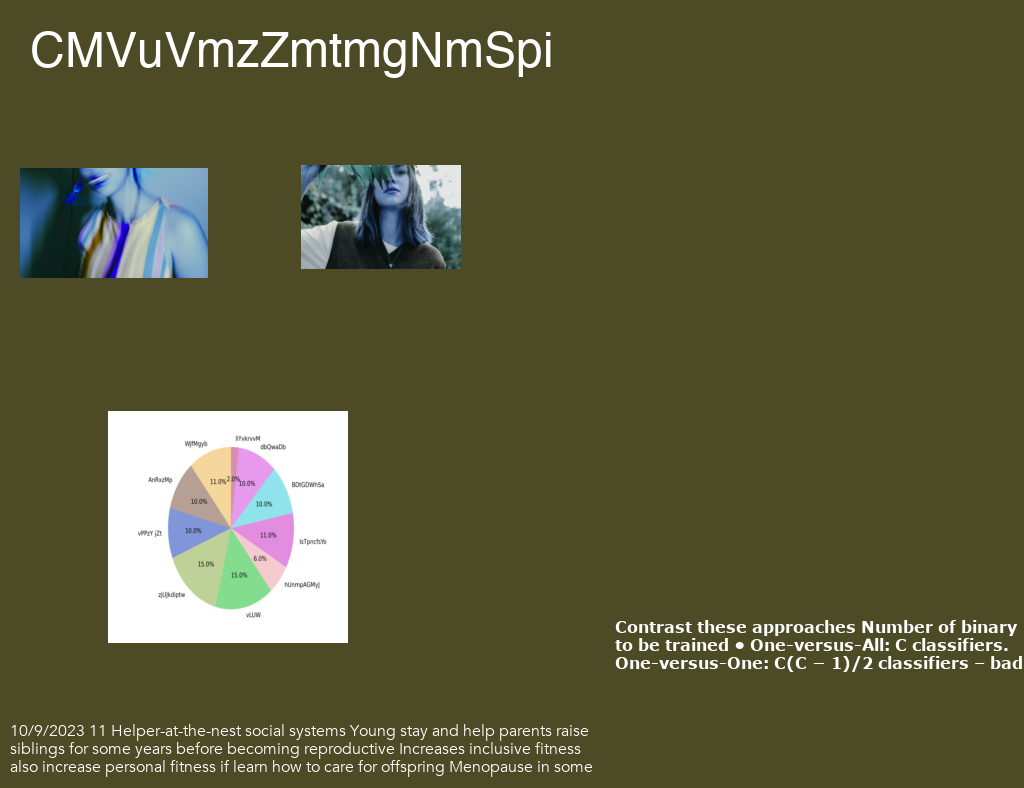 CMVuVmzZmtmgNmSpi
liYvkrvvM
WJfMgyb
dbQwaDb
AnRxzMp
BDtGDWhSa
11.0%
2.0%
10.0%
10.0%
10.0%
vPPzY jZt
10.0%
11.0%
IsTpncfsYo
15.0%
6.0%
15.0%
hUnmpAGMyJ
zjUJkdiptw
vLUW
Contrast these approaches Number of binary
to be trained • One-versus-All: C classifiers.
One-versus-One: C(C − 1)/2 classifiers – bad
10/9/2023 11 Helper-at-the-nest social systems Young stay and help parents raise
siblings for some years before becoming reproductive Increases inclusive fitness
also increase personal fitness if learn how to care for offspring Menopause in some